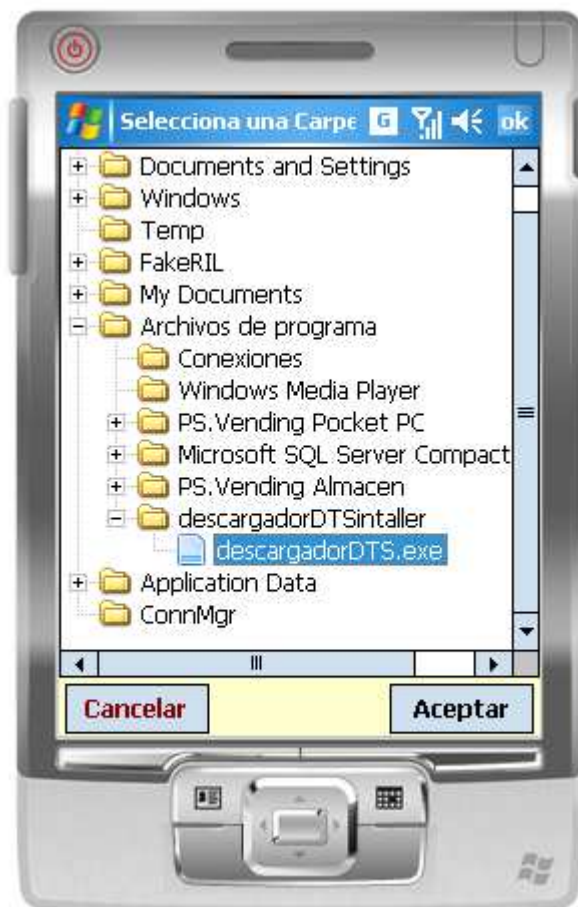 Selecciona una Carpe G ok
Documents and Settings
Windows
Temp
FakeRIL
My Documents
Archivos de programa
Conexiones
Windows Media Player
PS.Vending Pocket PC
Microsoft SQL Server Compact
PS.Vending Almacen
descargadorDTSintaller
descargadorDTS.exe
Application Data
ConnMgr
Cancelar Aceptar